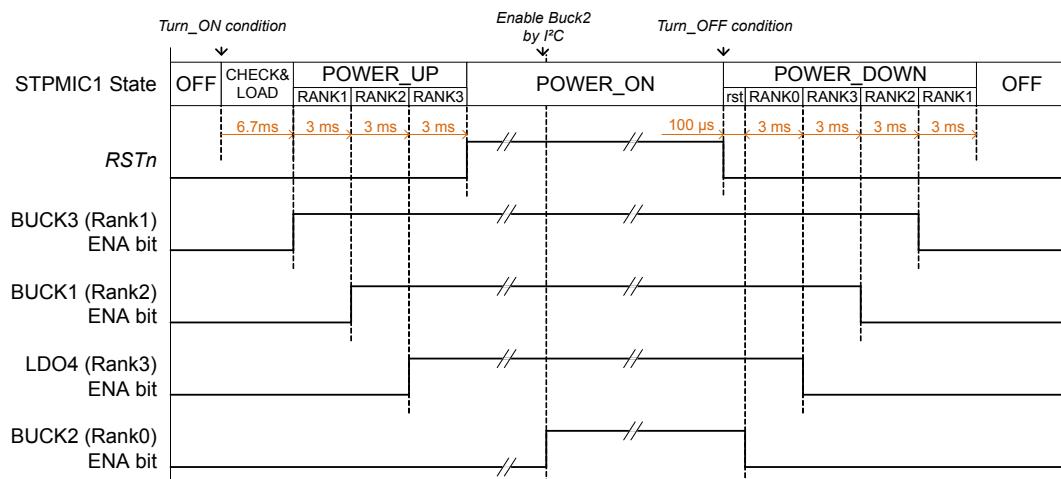 Turn_ON condition
Enable Buck2
by I²C
Turn_OFF condition
STPMIC1 State
OFF
CHECK&
LOAD
POWER_UP
RANK1 RANK2 RANK3
POWER_ON
POWER_DOWN
rst RANK0 RANK3 RANK2 RANK1
OFF
6.7ms 3 ms 3 ms 3 ms 100 µs 3 ms 3 ms 3 ms 3 ms
RSTn
BUCK3 (Rank1)
ENA bit
BUCK1 (Rank2)
ENA bit
LDO4 (Rank3)
ENA bit
BUCK2 (Rank0)
ENA bit